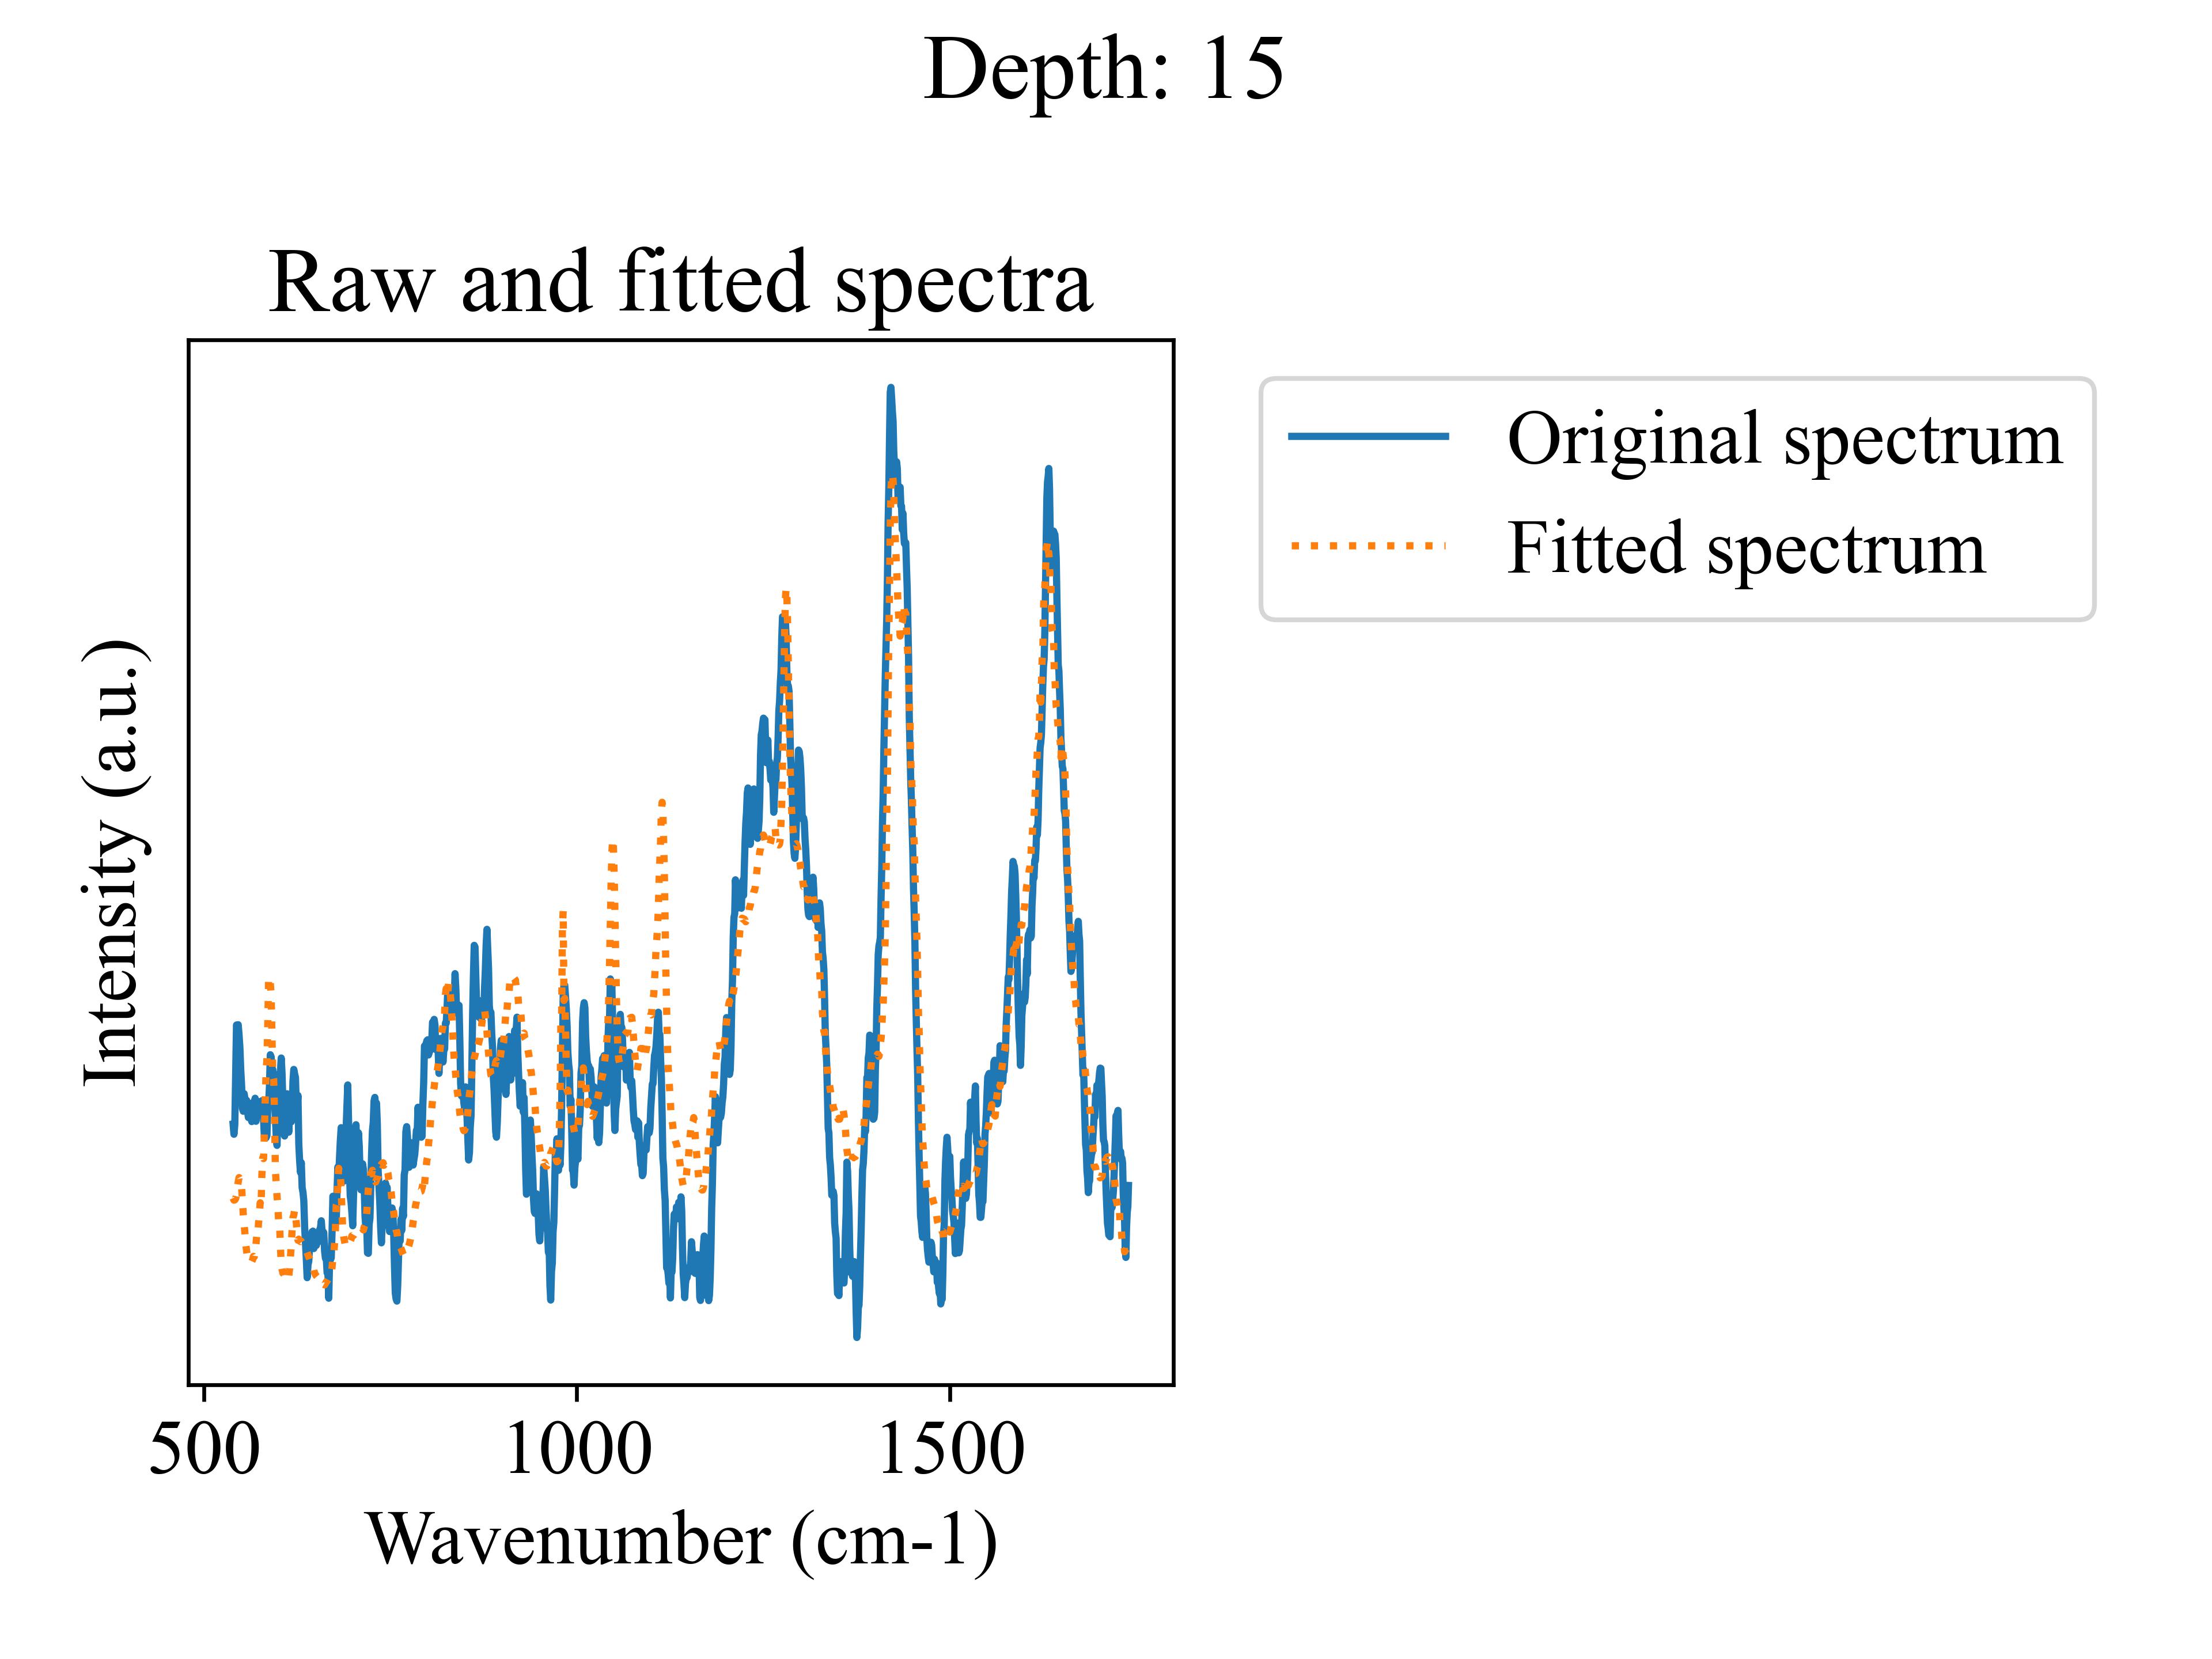 Depth: 15
Raw and fitted spectra
Original spectrum
Fitted spectrum
Intensity (a.u.)
500 1000 1500
Wavenumber (cm-1)